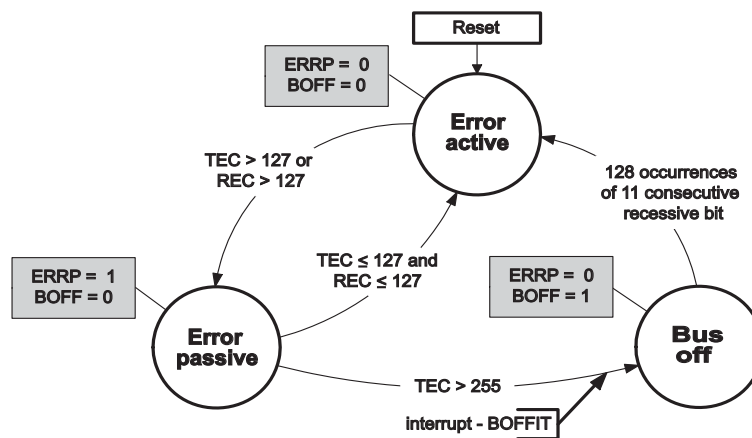 Reset
ERRP = 0
BOFF = 0
Error
active
TEC > 127 or
REC > 127
128 occurrences
of 11 consecutive
recessive bit
TEC ≤ 127 and
REC ≤ 127
ERRP = 1
BOFF = 0
ERRP = 0
BOFF = 1
Error
passive
Bus
off
TEC > 255
interrupt - BOFFIT